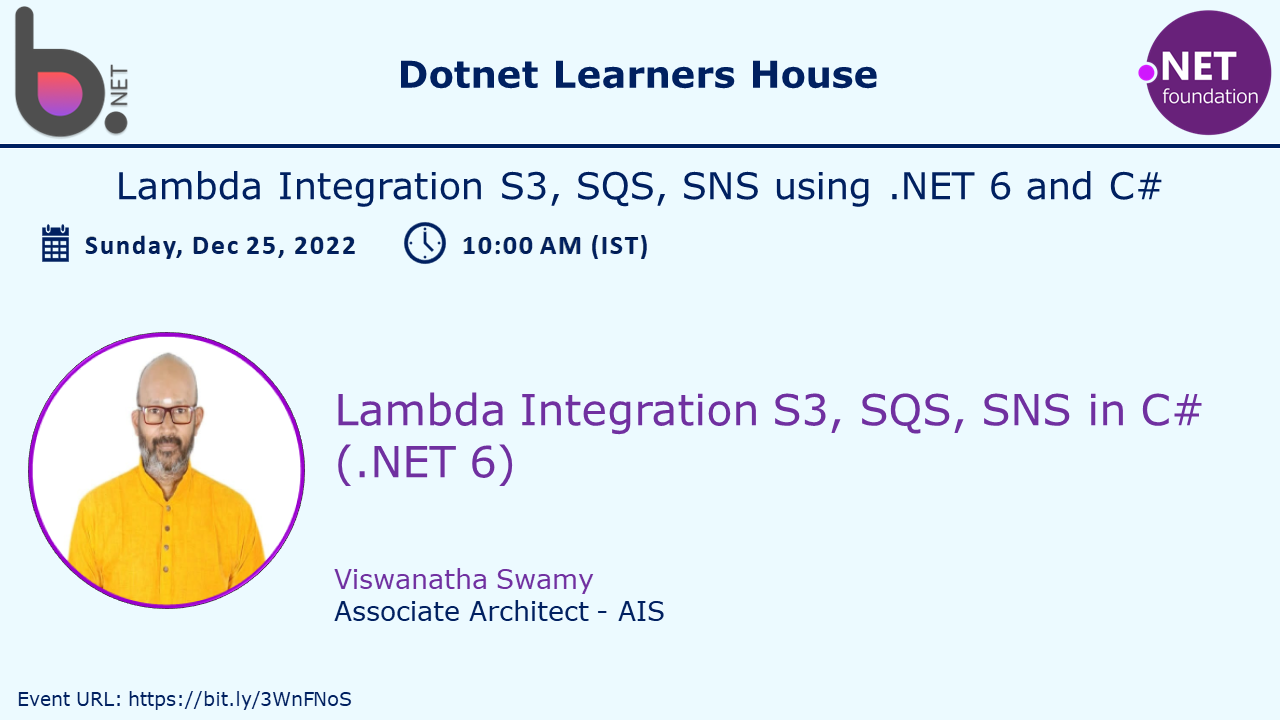 .NET
Dotnet Learners House
.NET
foundation
Lambda Integration S3, SQS, SNS using .NET 6 and C#
Sunday, Dec 25, 2022
10:00 AM (IST)
Lambda Integration S3, SQS, SNS in C#
(.NET 6)
Viswanatha Swamy
Associate Architect - AIS
Event URL: https://bit.ly/3WnFNoS